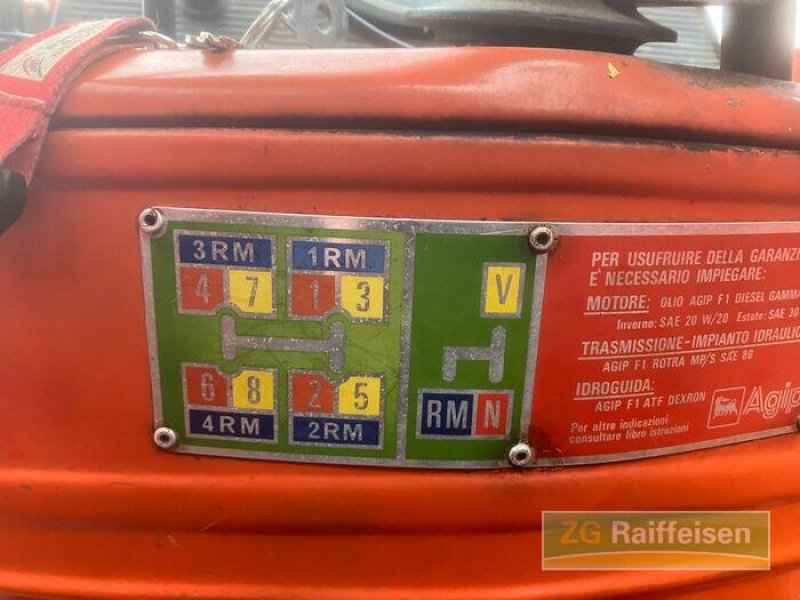 3RM 1RM
4 7 1 3
6 8 2 5
4RM 2RM
V
RM N
PER USUFRUIRE DELLA GARANZI
E' NECESSARIO IMPIEGARE:
MOTORE: OLIO AGIP F1 DIESEL GAMMA
Inverno: SAE 20 W/20 Estate: SAE 30
TRASMISSIONE-IMPIANTO IDRAULIC
AGIP F1 ROTRA MP/S SAE 80
IDROGUIDA:
AGIP F1 ATF DEXRON
Agip
Per altre indicazioni
consultare libro istruzioni
ZG Raiffeisen